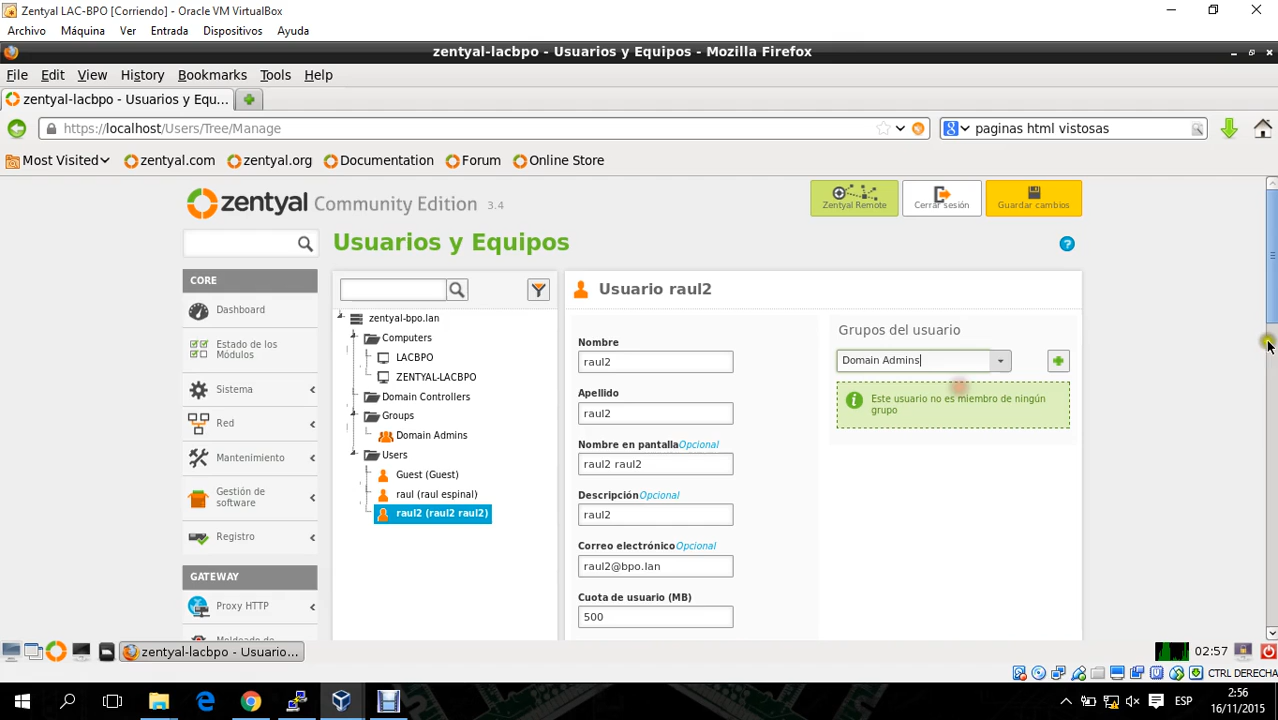 Zentyal LAC-BPO [Corriendo] - Oracle VM VirtualBox
Archivo Máquina Ver Entrada Dispositivos Ayuda
zentyal-lacbpo - Usuarios y Equipos - Mozilla Firefox
File Edit View History Bookmarks Tools Help
zentyal-lacbpo - Usuarios y Equ...
https://localhost/Users/Tree/Manage
paginas html vistosas
Most Visited zentyal.com zentyal.org Documentation Forum Online Store
zentyal Community Edition 3.4
Zentyal Remote
Cerrar sesión
Guardar cambios
Usuarios y Equipos
CORE
Dashboard
Estado de los
Módulos
Sistema
Red
Mantenimiento
Gestión de
software
Registro
GATEWAY
Proxy HTTP
Moldeado de
zentyal-bpo.lan
Computers
LACBPO
ZENTYAL-LACBPO
Domain Controllers
Groups
Domain Admins
Users
Guest (Guest)
raul (raul espinal)
raul2 (raul2 raul2)
Usuario raul2
Nombre
raul2
Apellido
raul2
Nombre en pantallaOpcional
raul2 raul2
DescripciónOpcional
raul2
Correo electrónicoOpcional
raul2@bpo.lan
Cuota de usuario (MB)
500
Grupos del usuario
Domain Admins
Este usuario no es miembro de ningún
grupo
zentyal-lacbpo - Usuario...
02:57
CTRL DERECHA
ESP
2:56
16/11/2015